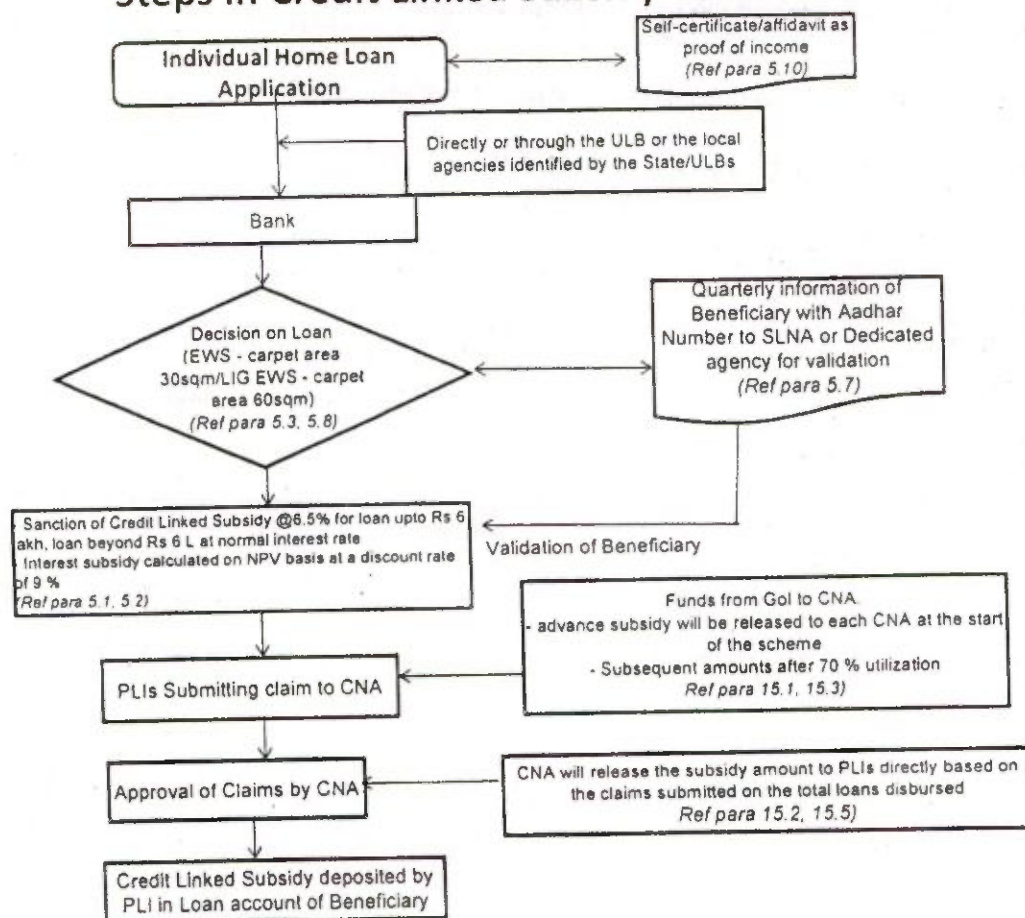 Individual Home Loan
Application
Self-certificate/affidavit as
proof of income
(Ref para 5.10)
Directly or through the ULB or the local
agencies identified by the State/ULBs
Bank
Decision on Loan
(EWS - carpet area
30sqm/LIG EWS - carpet
area 60sqm)
(Ref para 5.3, 5.8)
Quarterly information of
Beneficiary with Aadhar
Number to SLNA or Dedicated
agency for validation
(Ref para 5.7)
- Sanction of Credit Linked Subsidy @6.5% for loan upto Rs 6
akh, loan beyond Rs 6 L at normal interest rate
- Interest subsidy calculated on NPV basis at a discount rate
of 9 %
(Ref para 5.1, 5 2)
Validation of Beneficiary
Funds from GoI to CNA
- advance subsidy will be released to each CNA at the start
of the scheme
- Subsequent amounts after 70 % utilization
Ref para 15.1, 15.3)
PLIs Submitting claim to CNA
Approval of Claims by CNA
CNA will release the subsidy amount to PLIs directly based on
the claims submitted on the total loans disbursed
Ref para 15.2, 15.5)
Credit Linked Subsidy deposited by
PLI in Loan account of Beneficiary